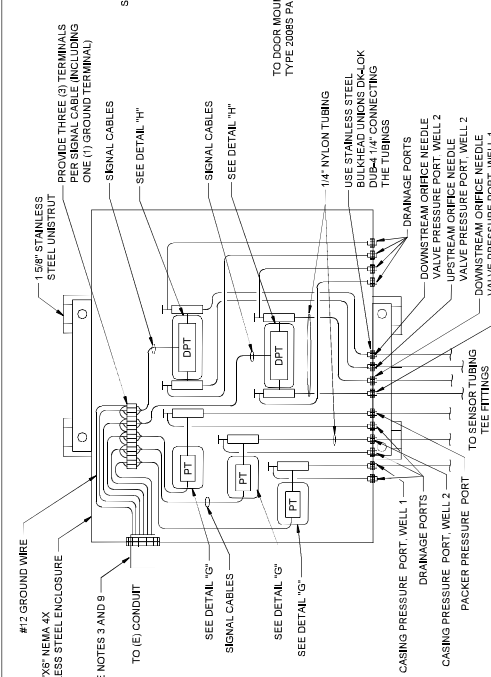 1 5/8" STAINLESS
STEEL UNISTRUT
PROVIDE THREE (3) TERMINALS
PER SIGNAL CABLE (INCLUDING
ONE (1) GROUND TERMINAL)
SIGNAL CABLES
SEE DETAIL "H"
SIGNAL CABLES
SEE DETAIL "H"
TO DOOR MOU
TYPE 2008S PA
1/4" NYLON TUBING
USE STAINLESS STEEL
BULKHEAD UNIONS DK-LOK
DUB-4 1/4" CONNECTING
THE TUBINGS
DRAINAGE PORTS
DOWNSTREAM ORIFICE NEEDLE
VALVE PRESSURE PORT, WELL 2
UPSTREAM ORIFICE NEEDLE
VALVE PRESSURE PORT, WELL 2
DOWNSTREAM ORIFICE NEEDLE
VALVE PRESSURE PORT, WELL 1
DPT
DPT
PT
PT
PT
#12 GROUND WIRE
X6" NEMA 4X
ESS STEEL ENCLOSURE
NOTES 3 AND 9
TO (E) CONDUIT
SEE DETAIL "G"
SIGNAL CABLES
SEE DETAIL "G"
SEE DETAIL "G"
CASING PRESSURE PORT, WELL 1
DRAINAGE PORTS
CASING PRESSURE PORT, WELL 2
PACKER PRESSURE PORT
TO SENSOR TUBING
TEE FITTINGS